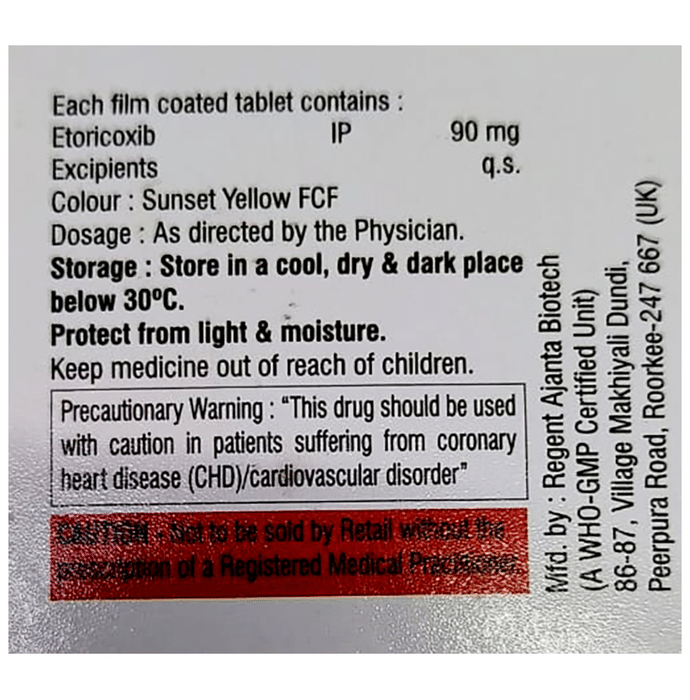 Each film coated tablet contains :
Etoricoxib IP 90 mg
Excipients q.s.
Colour : Sunset Yellow FCF
Dosage : As directed by the Physician.
Storage : Store in a cool, dry & dark place
below 30ºC.
Protect from light & moisture.
Keep medicine out of reach of children.
Precautionary Warning : “This drug should be used
with caution in patients suffering from coronary
heart disease (CHD)/cardiovascular disorder”
CAUTION - Not to be sold by Retail without the
prescription of a Registered Medical Practitioner.
Mfd. by : Regent Ajanta Biotech
(A WHO-GMP Certified Unit)
86-87, Village Makhiyali Dundi,
Peerpura Road, Roorkee-247 667 (UK)